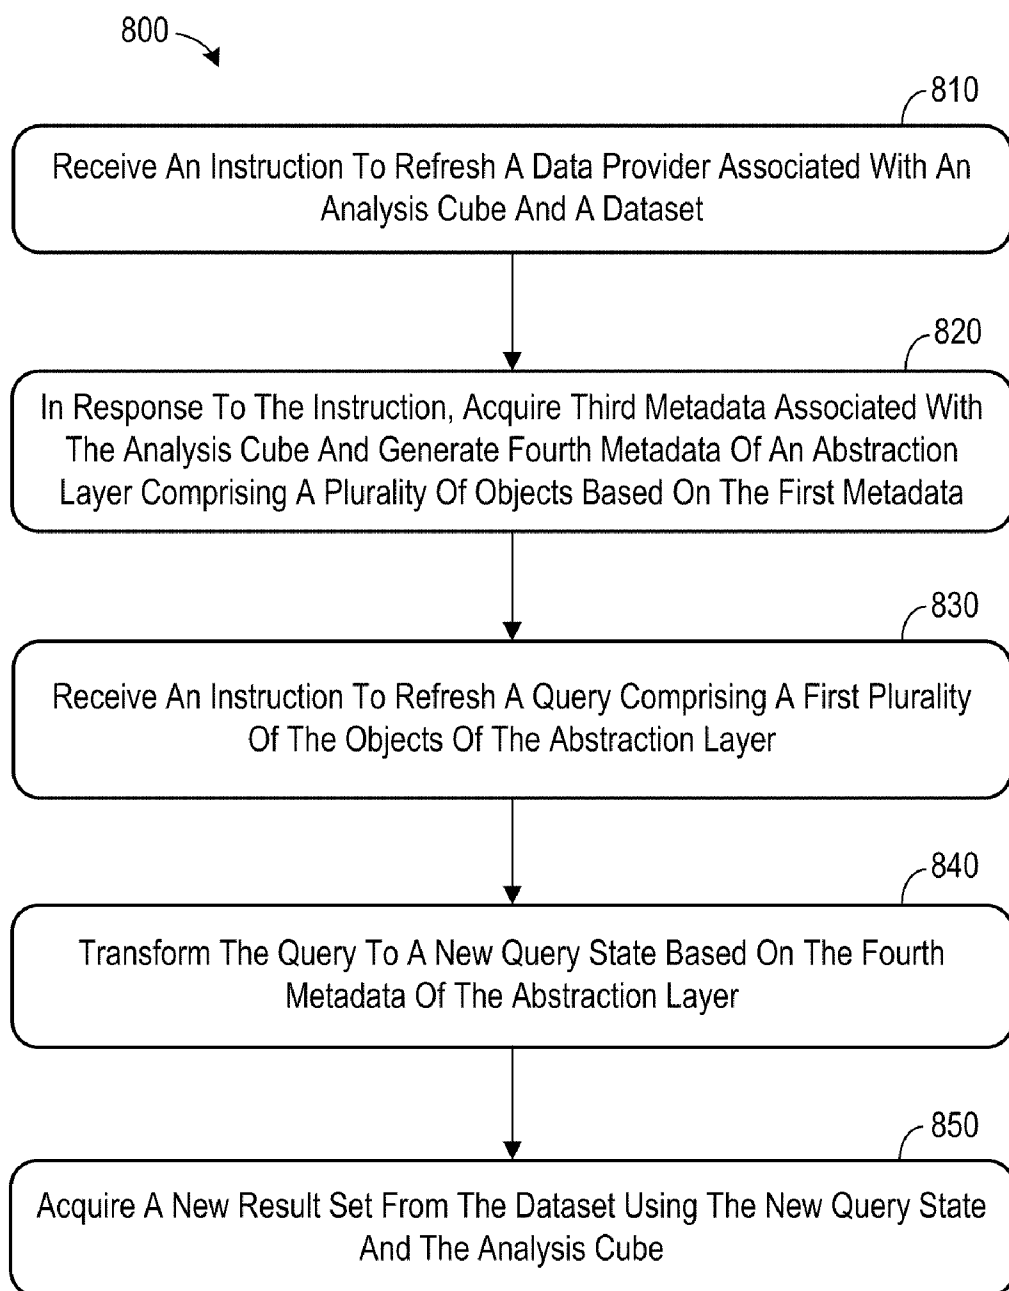 800
810
Receive An Instruction To Refresh A Data Provider Associated With An
Analysis Cube And A Dataset
820
In Response To The Instruction, Acquire Third Metadata Associated With
The Analysis Cube And Generate Fourth Metadata Of An Abstraction
Layer Comprising A Plurality Of Objects Based On The First Metadata
830
Receive An Instruction To Refresh A Query Comprising A First Plurality
Of The Objects Of The Abstraction Layer
840
Transform The Query To A New Query State Based On The Fourth
Metadata Of The Abstraction Layer
850
Acquire A New Result Set From The Dataset Using The New Query State
And The Analysis Cube